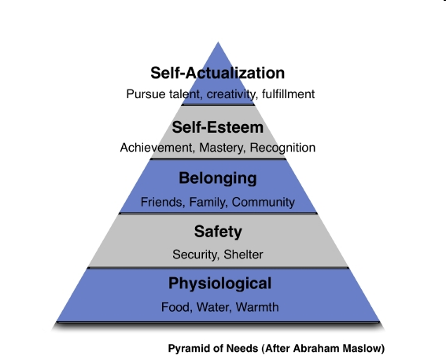 Self-Actualization
Pursue talent, creativity, fulfillment
Self-Esteem
Achievement, Mastery, Recognition
Belonging
Friends, Family, Community
Safety
Security, Shelter
Physiological
Food, Water, Warmth
Pyramid of Needs (After Abraham Maslow)